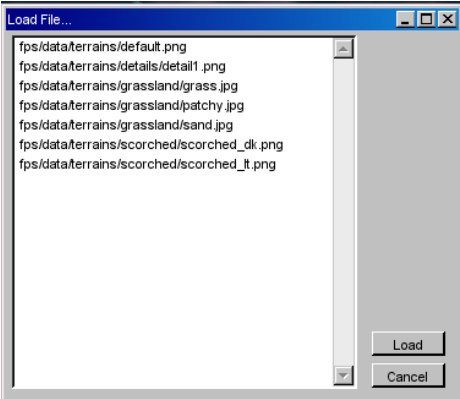 Load File...
fps/data/terrains/default.png
fps/data/terrains/details/detail1.png
fps/data/terrains/grassland/grass.jpg
fps/data/terrains/grassland/patchy.jpg
fps/data/terrains/grassland/sand.jpg
fps/data/terrains/scorched/scorched_dk.png
fps/data/terrains/scorched/scorched_lt.png
Load
Cancel